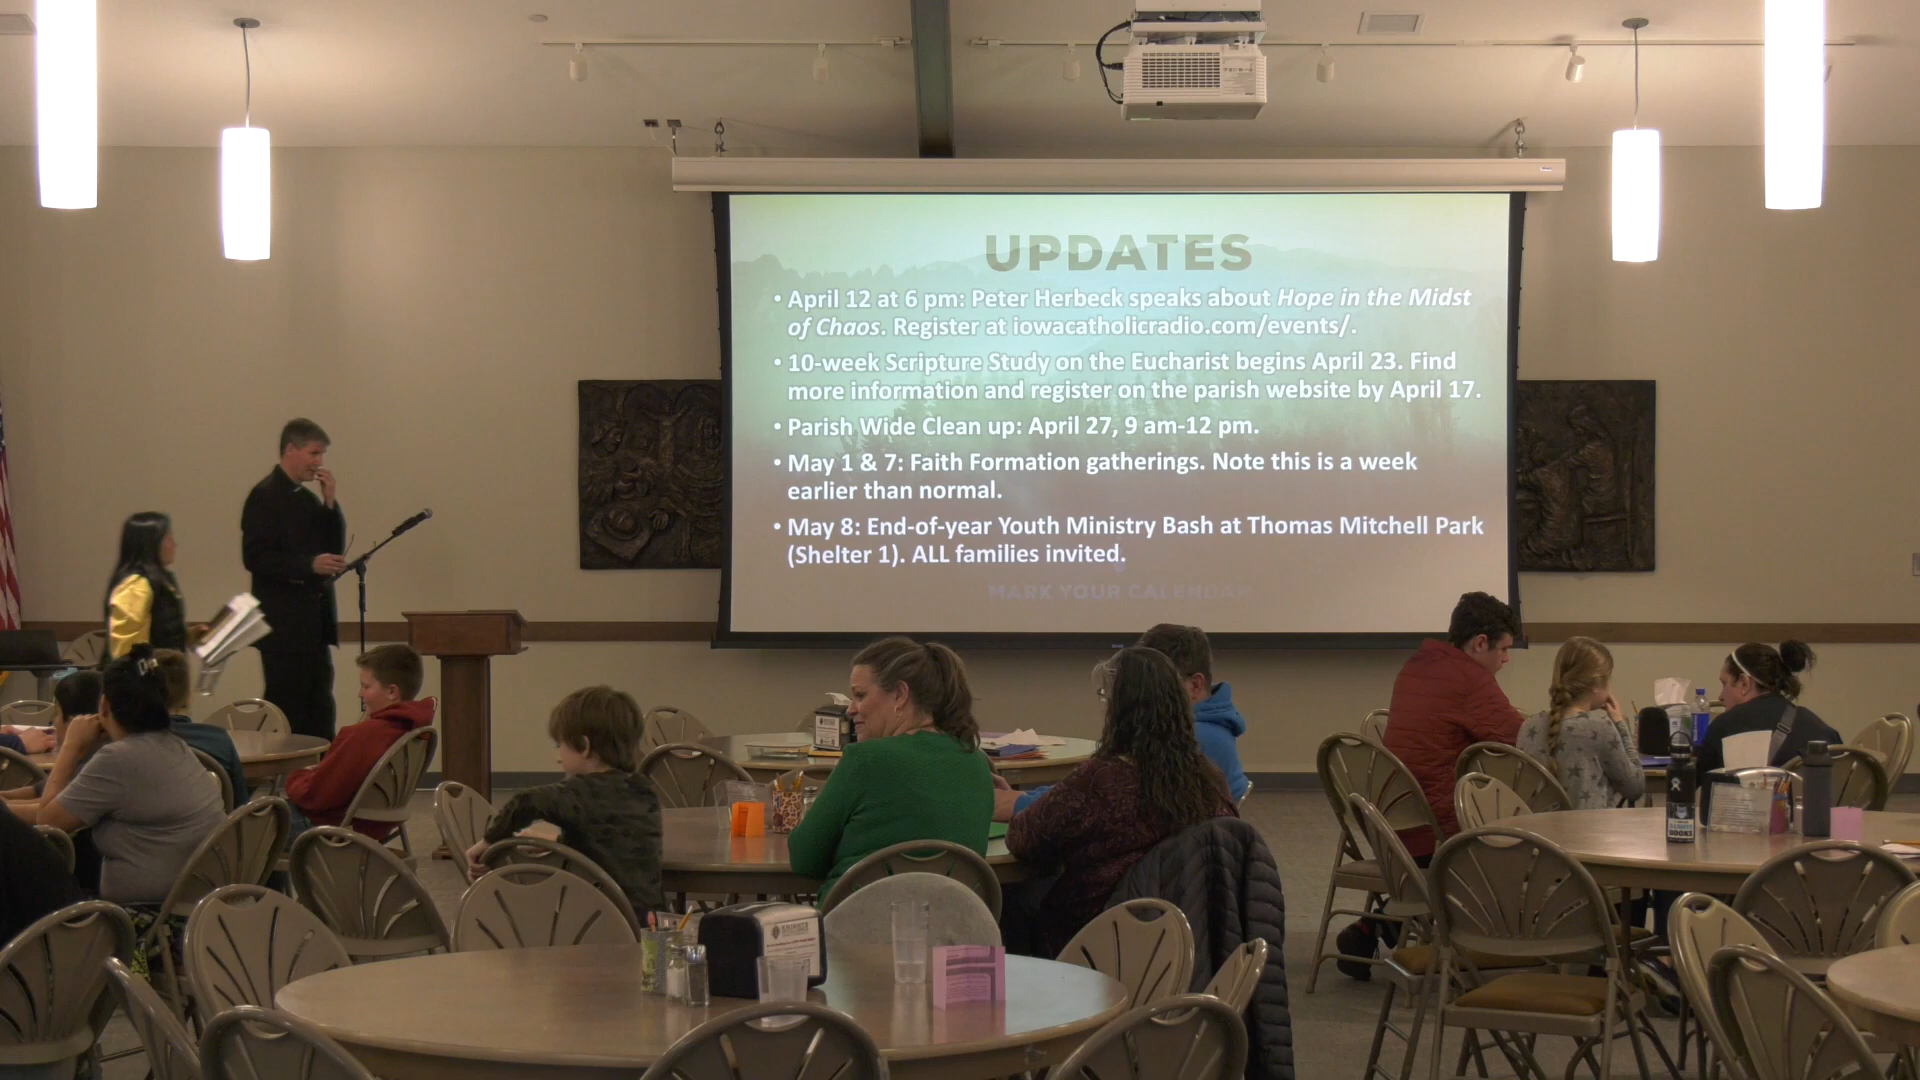 UPDATES
• April 12 at 6 pm: Peter Herbeck speaks about Hope in the Midst
of Chaos. Register at iowacatholicradio.com/events/.
• 10-week Scripture Study on the Eucharist begins April 23. Find
more information and register on the parish website by April 17.
• Parish Wide Clean up: April 27, 9 am-12 pm.
• May 1 & 7: Faith Formation gatherings. Note this is a week
earlier than normal.
• May 8: End-of-year Youth Ministry Bash at Thomas Mitchell Park
(Shelter 1). ALL families invited.
MARK YOUR CALENDAR